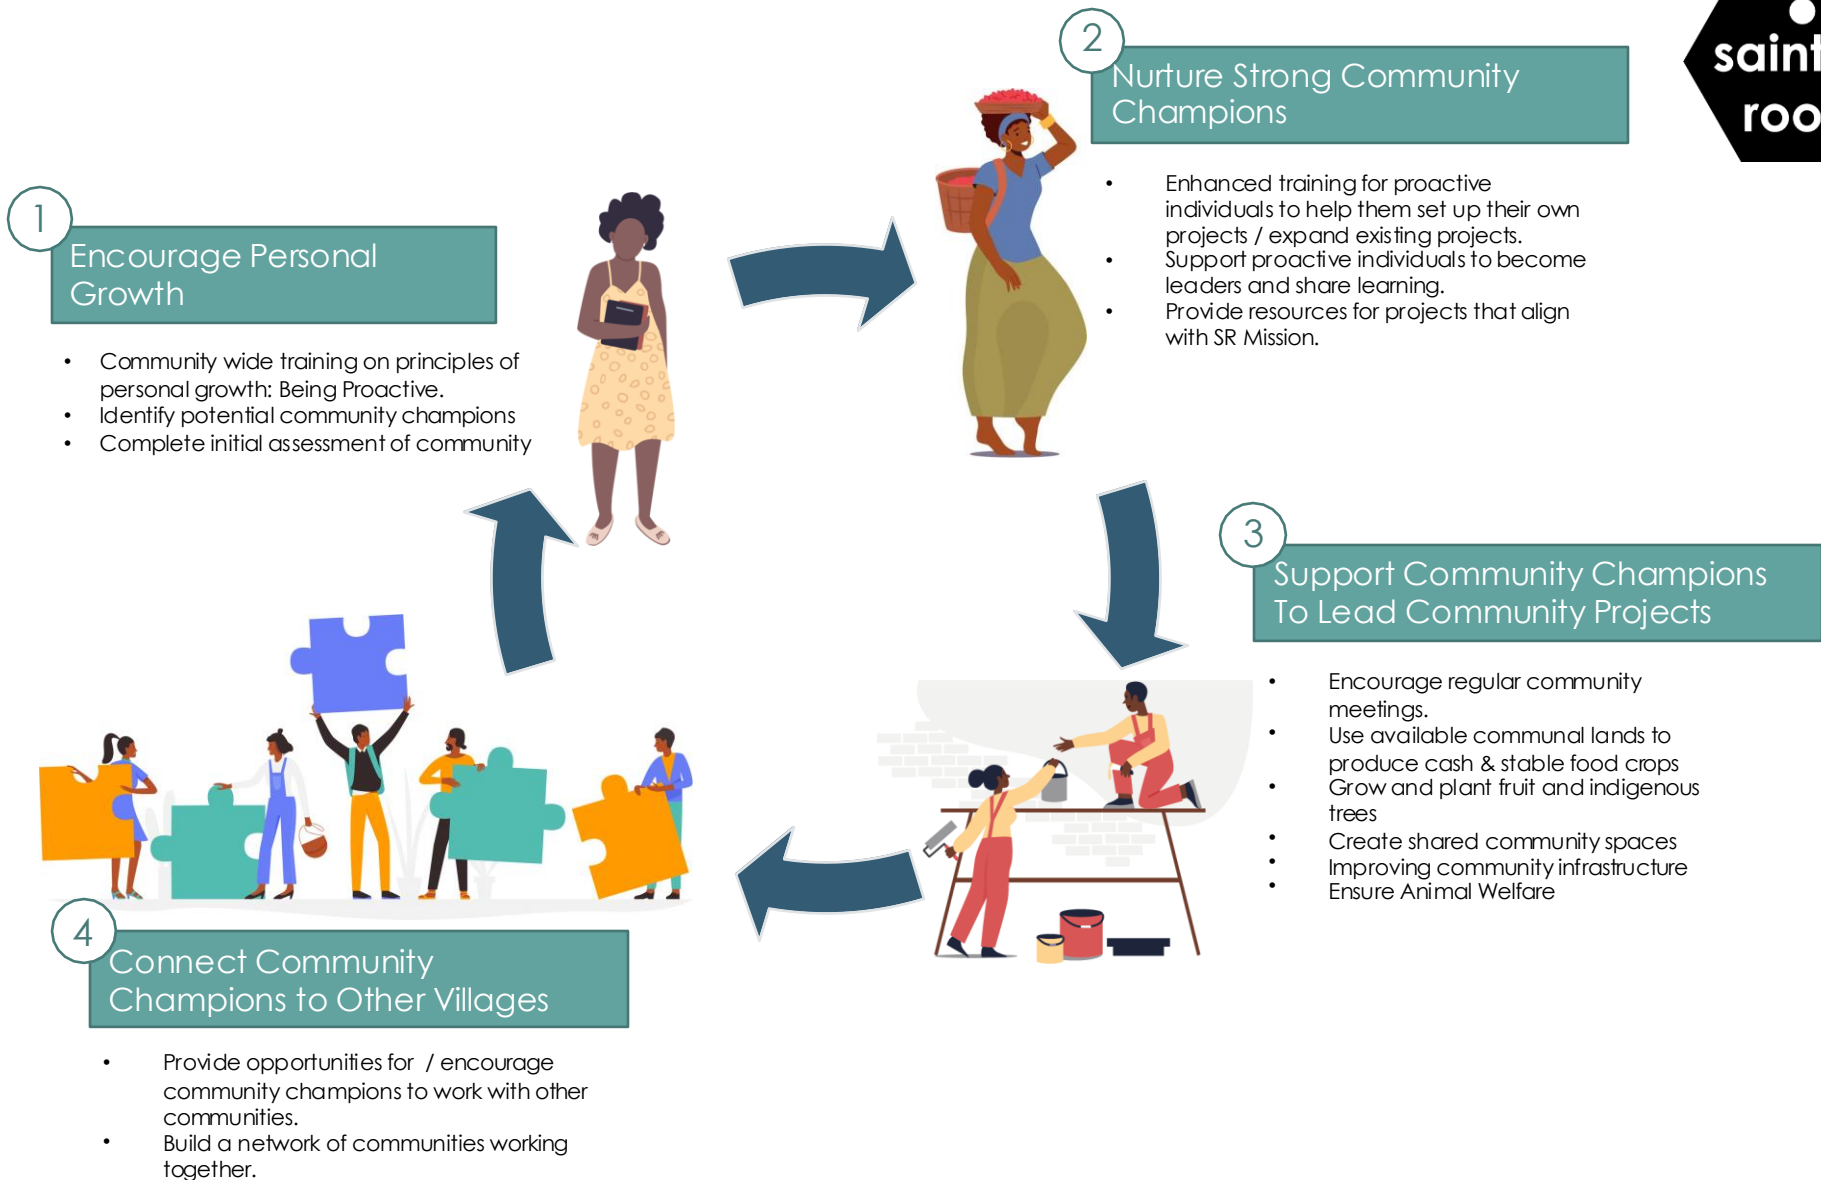 1
Encourage Personal
Growth
• Community wide training on principles of
personal growth: Being Proactive.
• Identify potential community champions
• Complete initial assessment of community
2
Nurture Strong Community
Champions
• Enhanced training for proactive
individuals to help them set up their own
projects / expand existing projects.
• Support proactive individuals to become
leaders and share learning.
• Provide resources for projects that align
with SR Mission.
3
Support Community Champions
To Lead Community Projects
• Encourage regular community
meetings.
• Use available communal lands to
produce cash & stable food crops
• Grow and plant fruit and indigenous
trees
• Create shared community spaces
• Improving community infrastructure
• Ensure Animal Welfare
4
Connect Community
Champions to Other Villages
• Provide opportunities for / encourage
community champions to work with other
communities.
• Build a network of communities working
together.
saint
roo